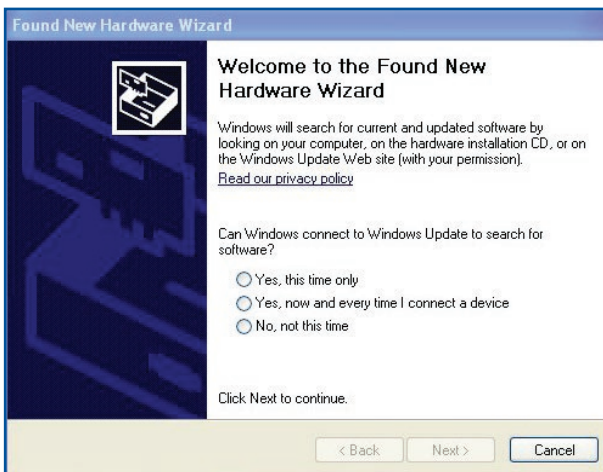 Found New Hardware Wizard
Welcome to the Found New
Hardware Wizard
Windows will search for current and updated software by
looking on your computer, on the hardware installation CD, or on
the Windows Update Web site (with your permission).
Read our privacy policy
Can Windows connect to Windows Update to search for
software?
Yes, this time only
Yes, now and every time I connect a device
No, not this time
Click Next to continue.
< Back
Next >
Cancel